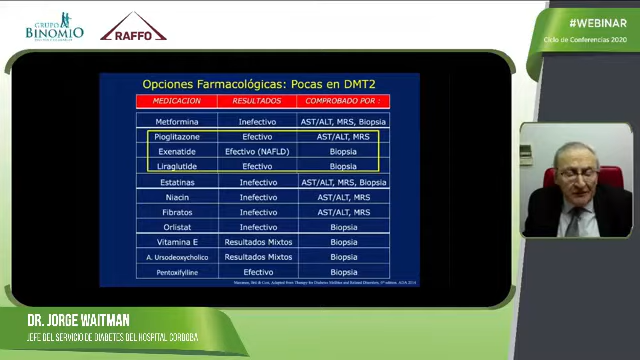 GRUPO
BINOMIO
RAFFO
#WEBINAR
Ciclo de Conferencias 2020
Opciones Farmacológicas: Pocas en DMT2
MEDICACION RESULTADOS COMPROBADO POR :
Metformina Inefectivo AST/ALT, MRS, Biopsia
Pioglitazone Efectivo AST/ALT, MRS
Exenatide Efectivo (NAFLD) Biopsia
Liraglutide Efectivo Biopsia
Estatinas Inefectivo AST/ALT, MRS, Biopsia
Niacin Inefectivo AST/ALT, MRS
Fibratos Inefectivo AST/ALT, MRS
Orlistat Inefectivo Biopsia
Vitamina E Resultados Mixtos Biopsia
A. Ursodeoxycholico Resultados Mixtos Biopsia
Pentoxifylline Efectivo Biopsia
DR. JORGE WAITMAN
JEFE DEL SERVICIO DE DIABETES DEL HOSPITAL CORDOBA